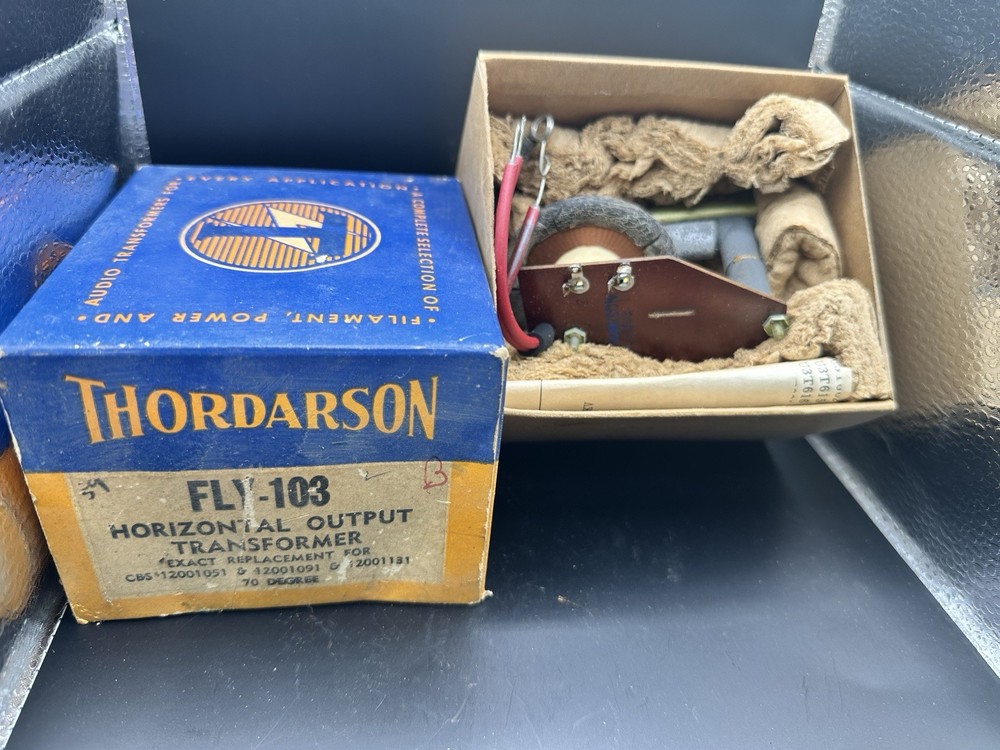 • A COMPLETE SELECTION OF
• FILAMENT, POWER AND •
AUDIO TRANSFORMERS FOR
• EVERY APPLICATION •
THORDARSON
B
FLY-103
HORIZONTAL OUTPUT
TRANSFORMER
*EXACT REPLACEMENT FOR
CBS*12001051 & 12001091 & 12001131
70 DEGREE